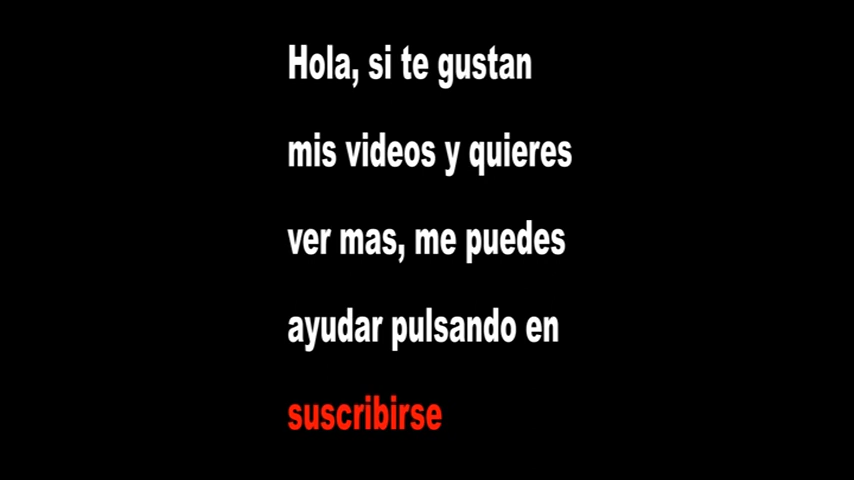 Hola, si te gustan
mis videos y quieres
ver mas, me puedes
ayudar pulsando en
suscribirse